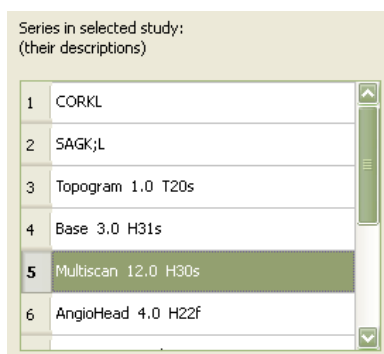 Series in selected study:
(their descriptions)
1 CORKL
2 SAGK;L
3 Topogram 1.0 T20s
4 Base 3.0 H31s
5 Multiscan 12.0 H30s
6 AngioHead 4.0 H22f